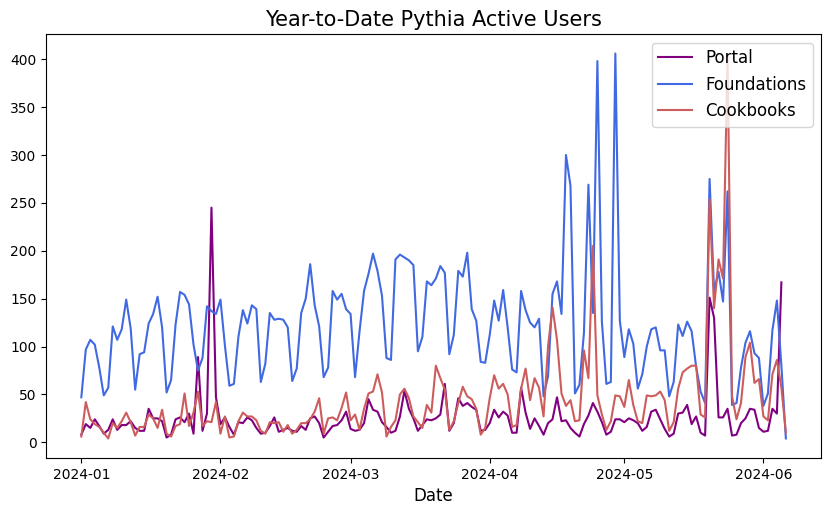 Year-to-Date Pythia Active Users
Portal
Foundations
Cookbooks
400
350
300
250
200
150
100
50
0
2024-01 2024-02 2024-03 2024-04 2024-05 2024-06
Date